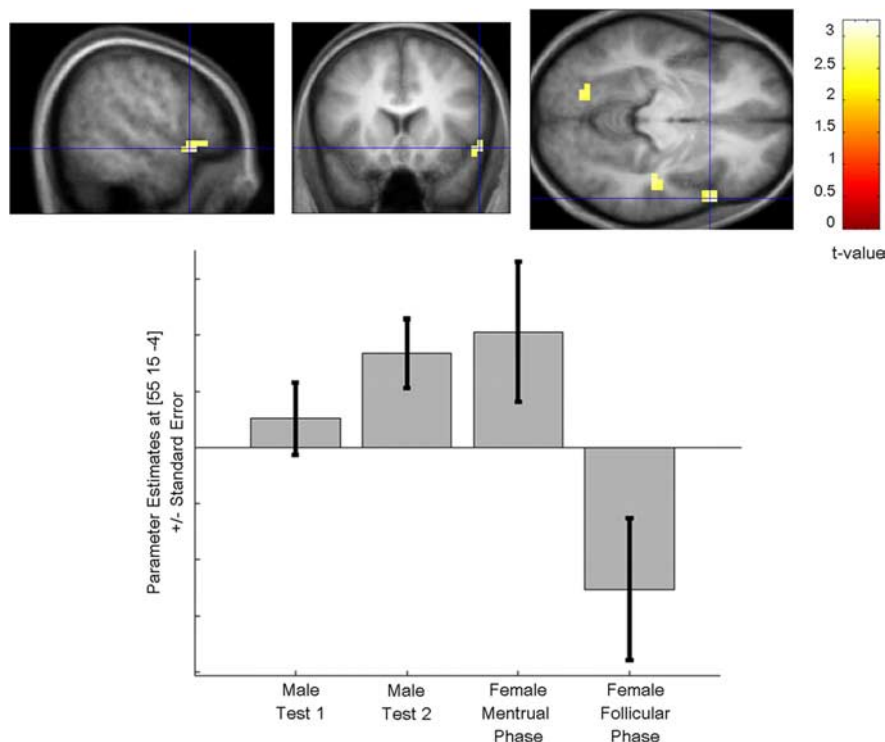 3
2.5
2
1.5
1
0.5
0
t-value
Parameter Estimates at [55 15 -4]
+/- Standard Error
Male
Test 1
Male
Test 2
Female
Mentrual
Phase
Female
Follicular
Phase